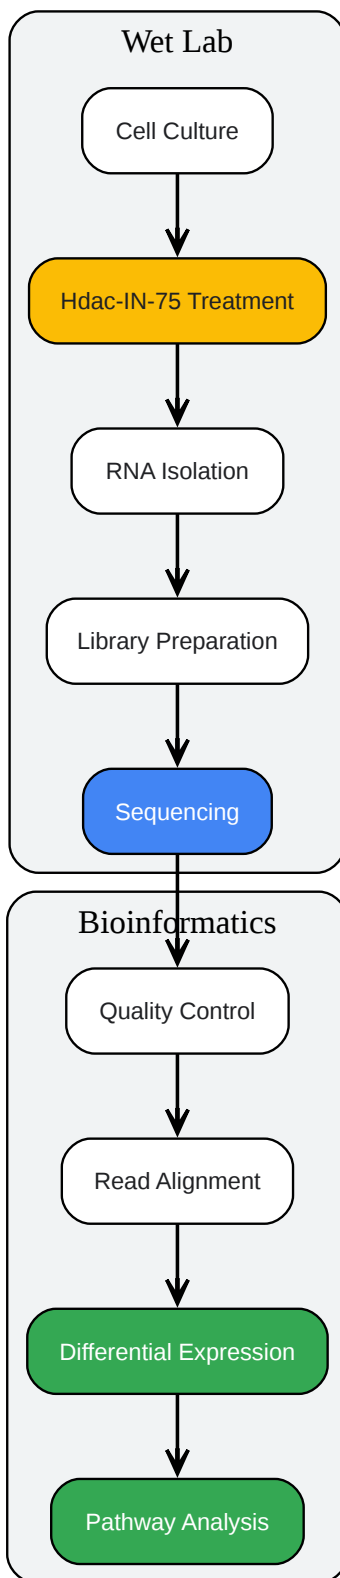 Wet Lab
Cell Culture
Hdac-IN-75 Treatment
RNA Isolation
Library Preparation
Sequencing
Bioinformatics
Quality Control
Read Alignment
Differential Expression
Pathway Analysis